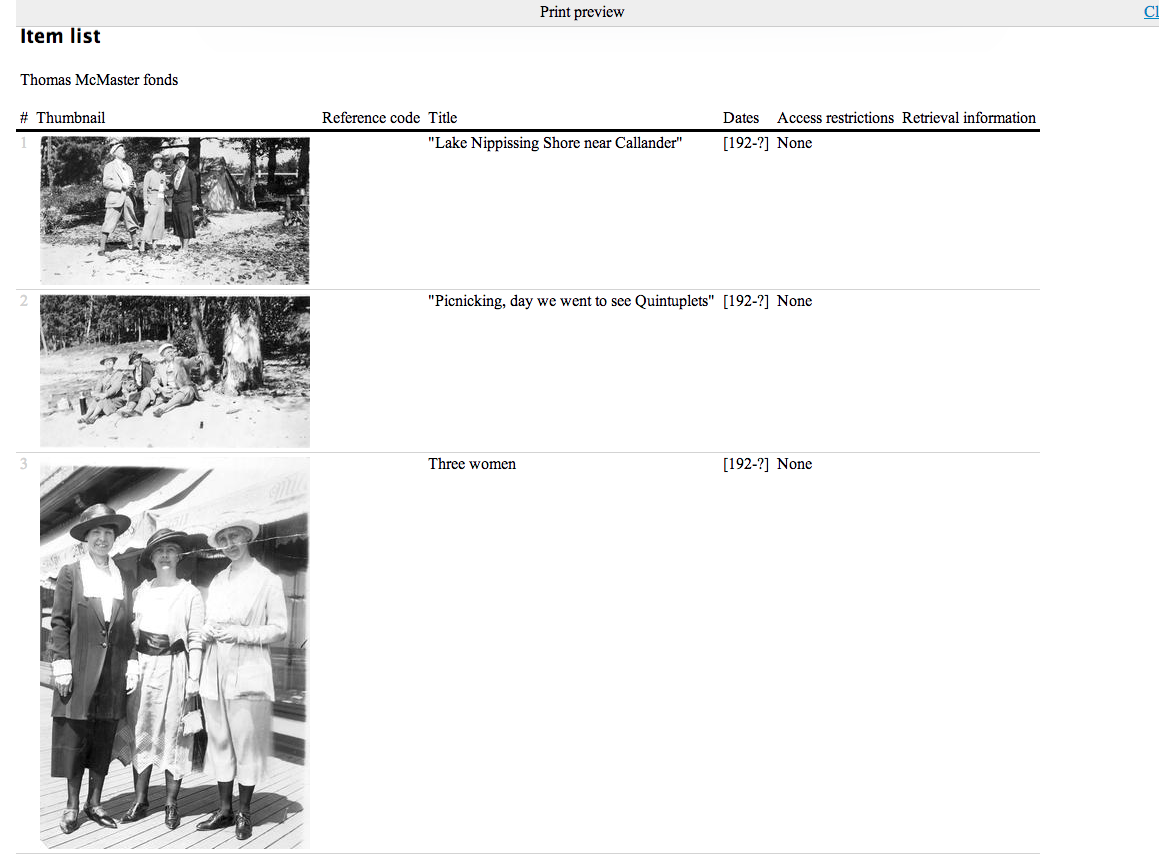 Print preview
Cl
Item list
Thomas McMaster fonds
# Thumbnail Reference code Title Dates Access restrictions Retrieval information
1 "Lake Nippissing Shore near Callander" [192-?] None
2 "Picnicking, day we went to see Quintuplets" [192-?] None
3 Three women [192-?] None